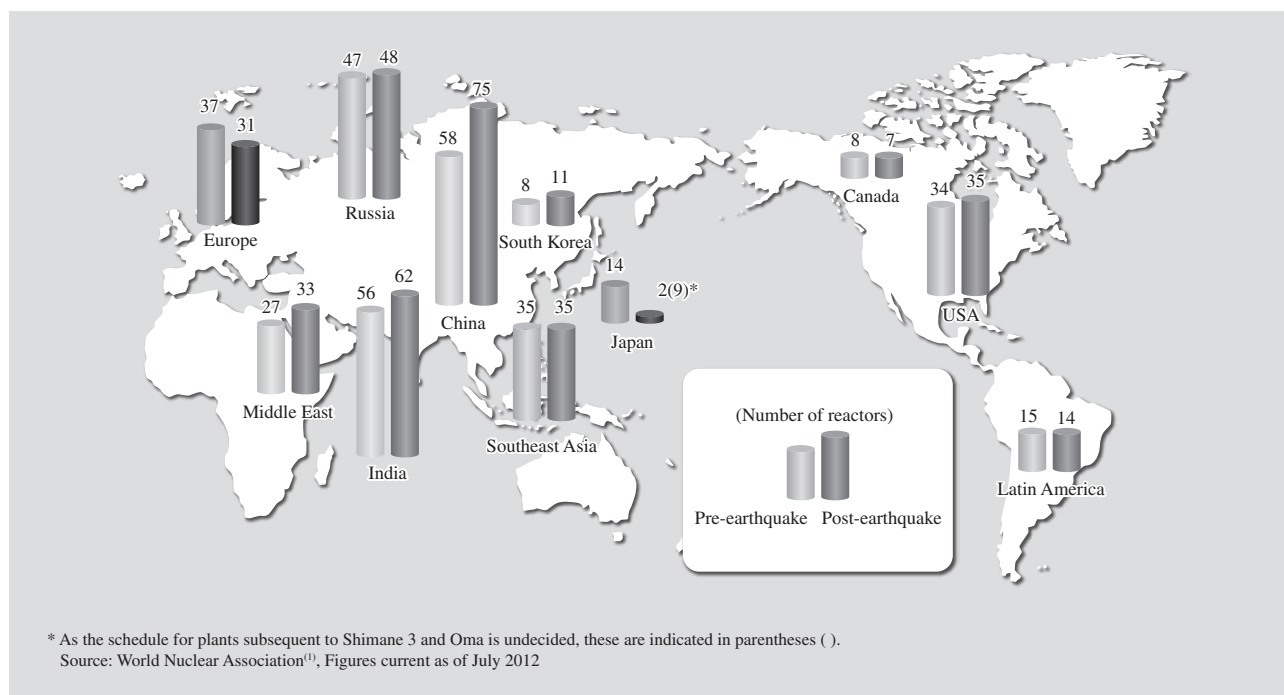 47
48
37
31
75
58
8
7
Canada
8
11
34
35
Russia
Europe
South Korea
14
2(9)*
27
33
56
62
China
35
35
Japan
USA
Middle East
India
Southeast Asia
(Number of reactors)
Pre-earthquake
Post-earthquake
15
14
Latin America
* As the schedule for plants subsequent to Shimane 3 and Oma is undecided, these are indicated in parentheses ( ).
Source: World Nuclear Association(1), Figures current as of July 2012